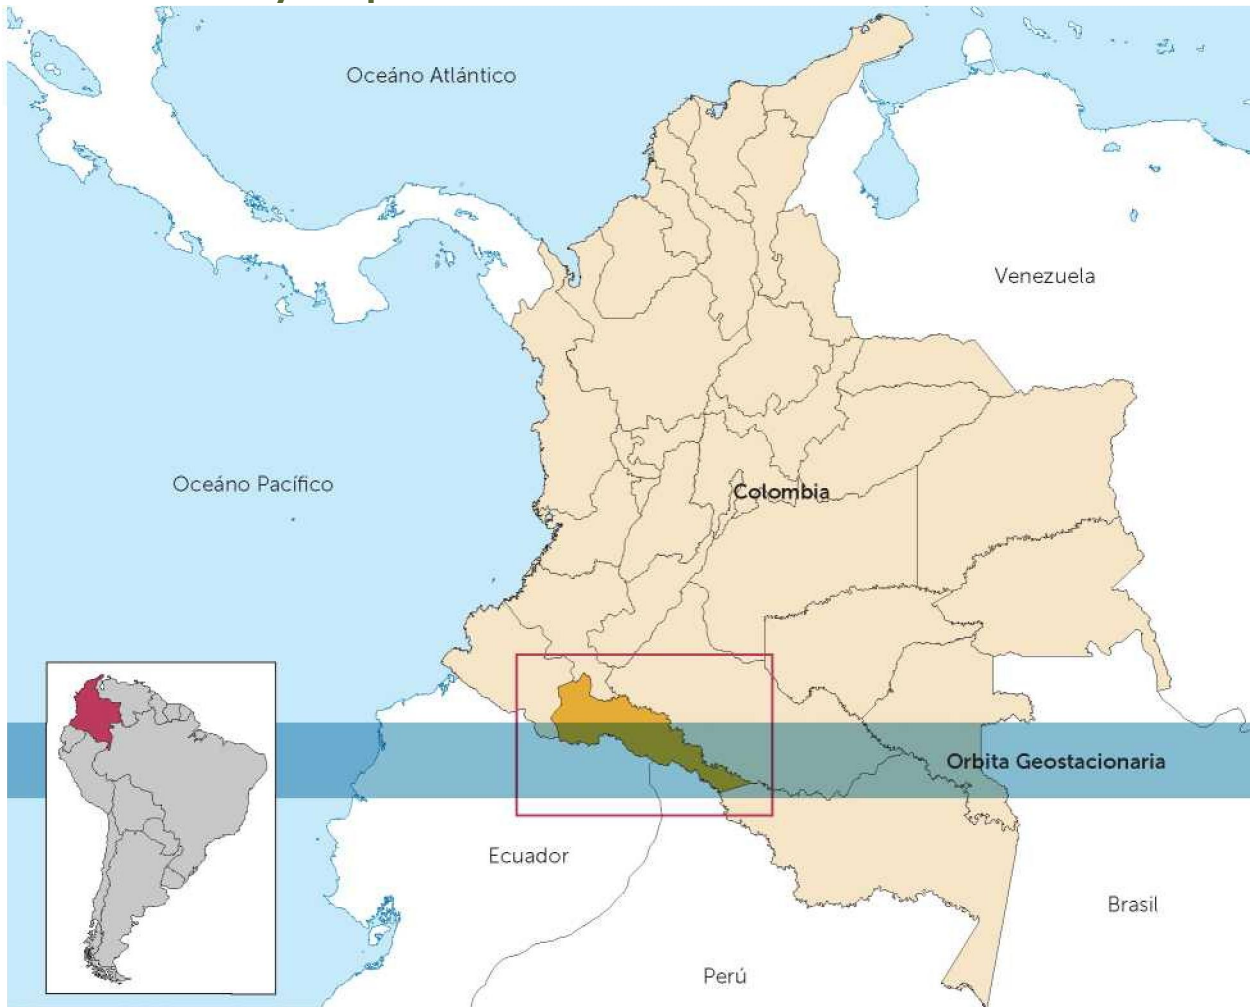 Oceáno Atlántico
Venezuela
Oceáno Pacífico
Colombia
Orbita Geostacionaria
Ecuador
Brasil
Perú